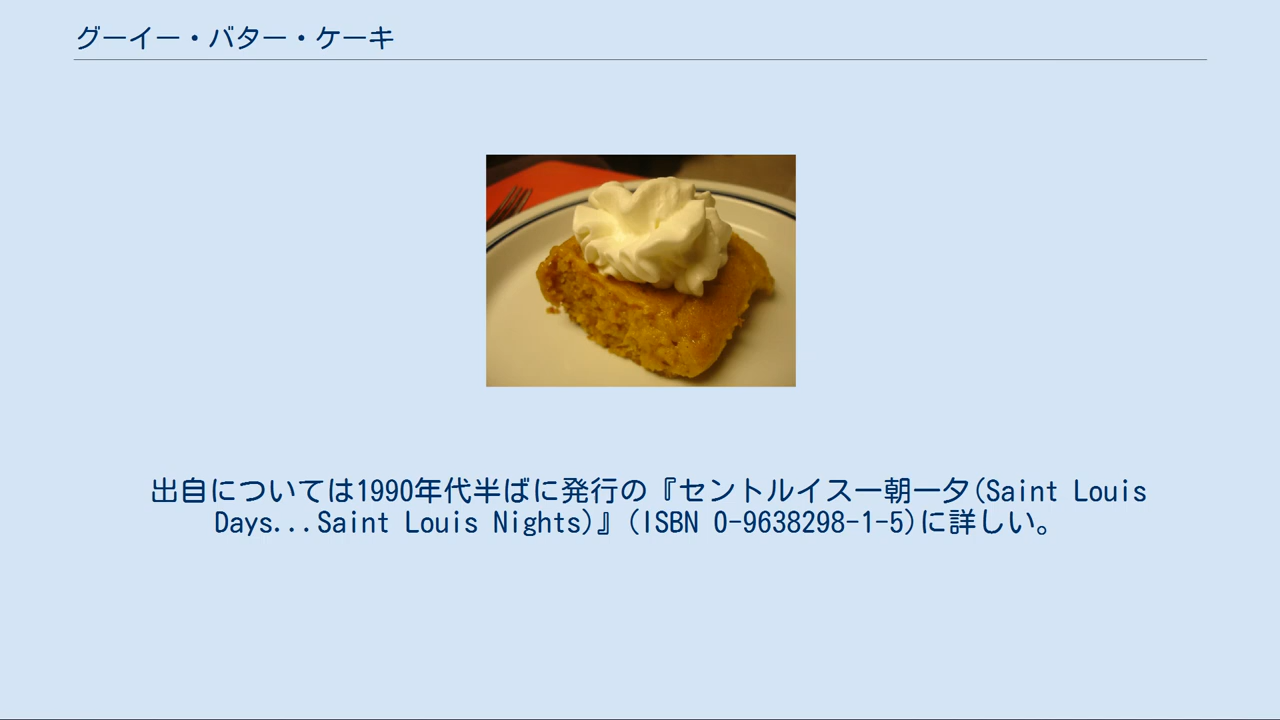 グーイー・バター・ケーキ
出自については1990年代半ばに発行の『セントルイス一朝一夕(Saint Louis
Days...Saint Louis Nights)』(ISBN 0-9638298-1-5)に詳しい。